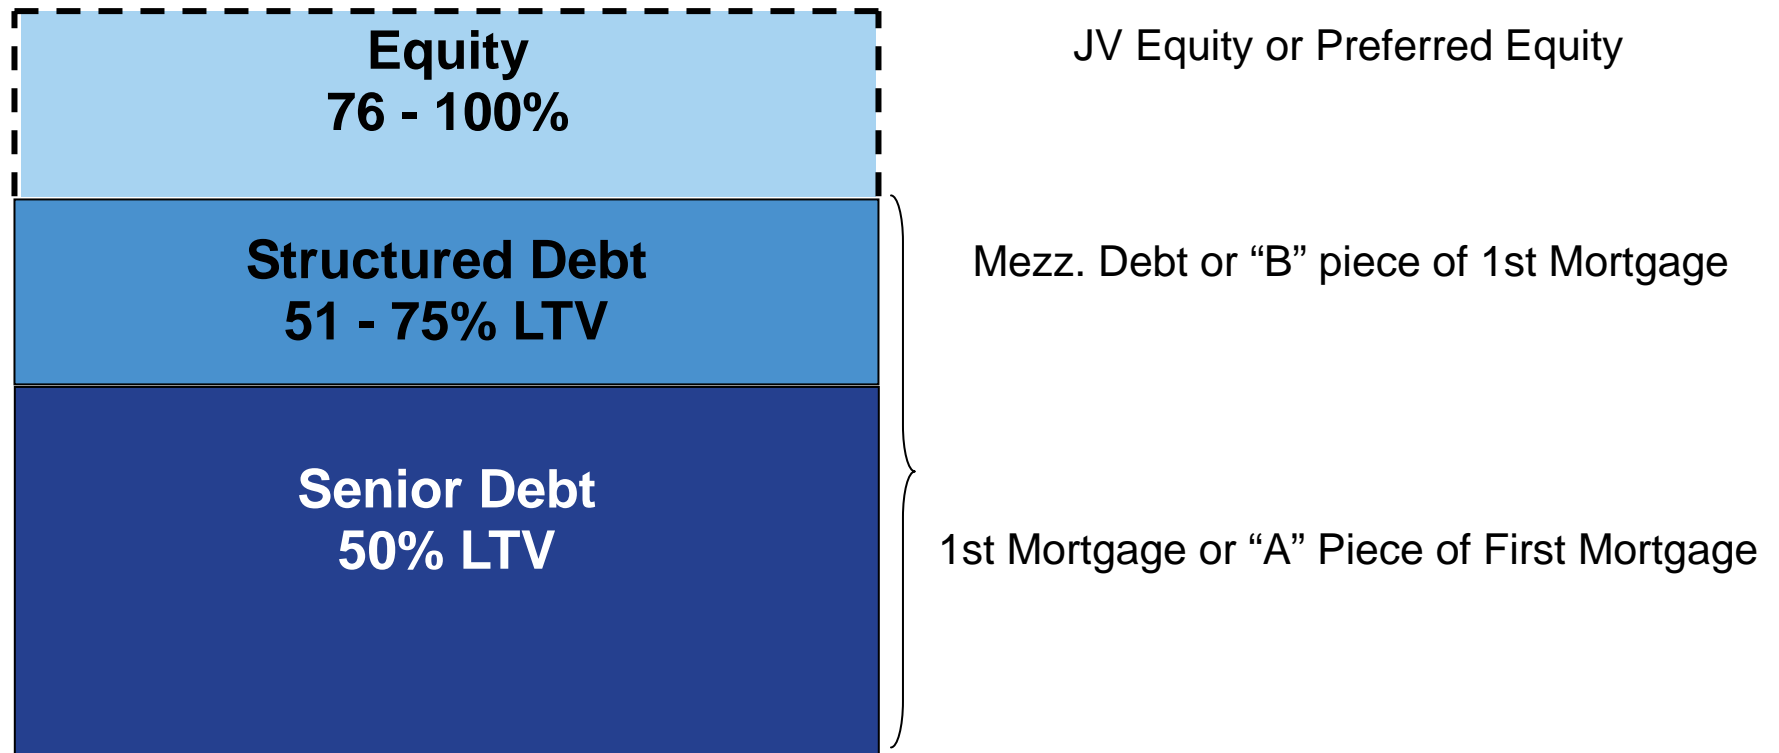 Equity
76 - 100%
JV Equity or Preferred Equity
Structured Debt
51 - 75% LTV
Mezz. Debt or “B” piece of 1st Mortgage
Senior Debt
50% LTV
1st Mortgage or “A” Piece of First Mortgage